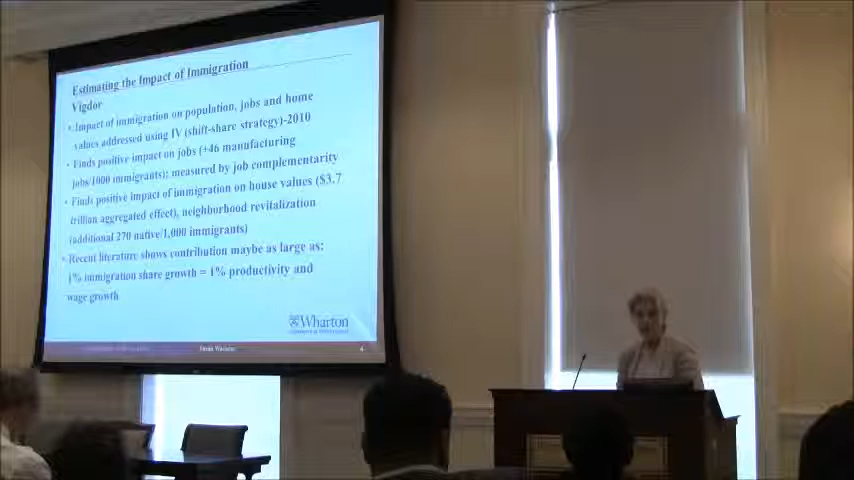 Estimating the Impact of Immigration
Vigdor
• Impact of immigration on population, jobs and home
values addressed using IV (shift-share strategy)-2010
• Finds positive impact on jobs (+46 manufacturing
jobs/1000 immigrants); measured by job complementarity
• Finds positive impact of immigration on house values ($3.7
trillion aggregated effect), neighborhood revitalization
(additional 270 native/1,000 immigrants)
• Recent literature shows contribution maybe as large as:
1% immigration share growth = 1% productivity and
wage growth
Wharton
4